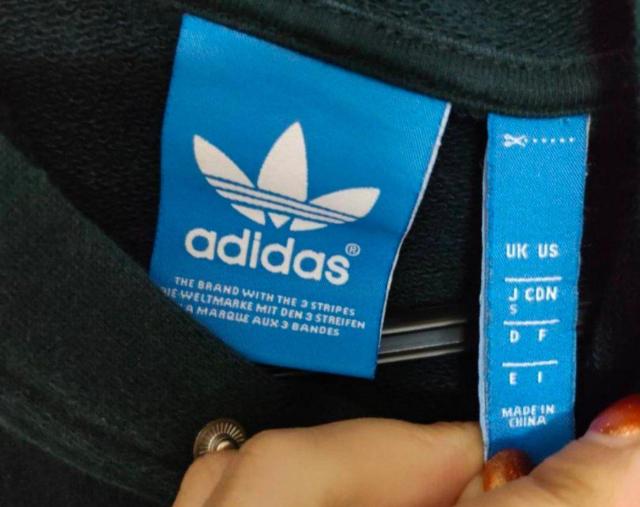 adidas®
THE BRAND WITH THE 3 STRIPES
DIE WELTMARKE MIT DEN 3 STREIFEN
LA MARQUE AUX 3 BANDES
UK US
J CDN
S
D F
E I
MADE IN
CHINA